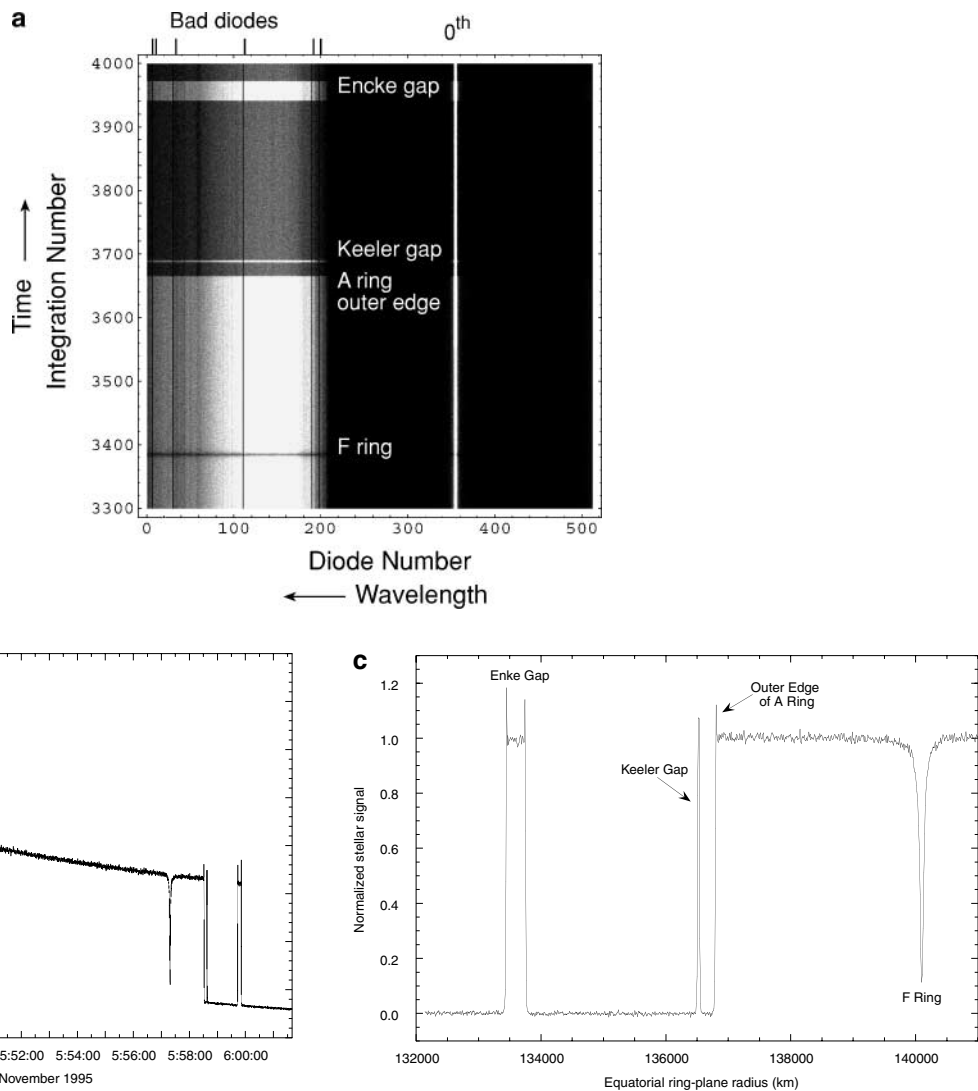 a
Bad diodes
0th
4000
Encke gap
3900
3800
3700
Keeler gap
A ring
outer edge
3600
3500
F ring
3400
3300
Time
Integration Number
0 100 200 300 400 500
Diode Number
Wavelength
5:52:00 5:54:00 5:56:00 5:58:00 6:00:00
November 1995
c
Enke Gap
Outer Edge
of A Ring
Keeler Gap
F Ring
1.2
1.0
0.8
0.6
0.4
0.2
0.0
Normalized stellar signal
132000 134000 136000 138000 140000
Equatorial ring-plane radius (km)